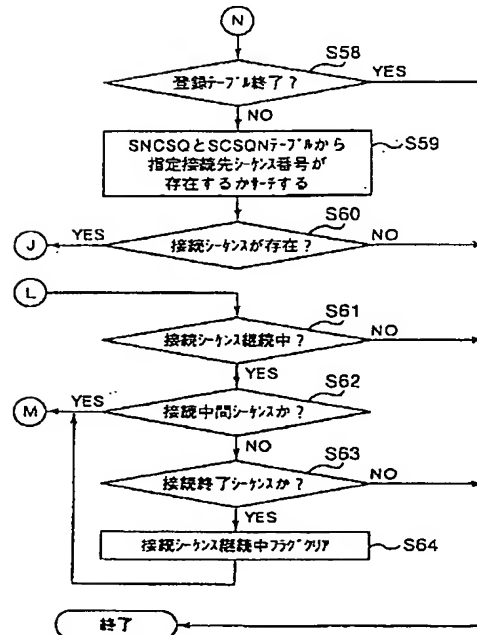 N
S58
登録テーブル終了?
YES
NO
SNCSQとSCSQNテーブルから
指定接続先シーケンス番号が
存在するかサーチする
S59
S60
J
YES
接続シーケンスが存在?
NO
L
S61
接続シーケンス継続中?
NO
YES
S62
M
YES
接続中間シーケンスか?
NO
S63
接続終了シーケンスか?
NO
YES
接続シーケンス継続中フラグクリア
S64
終了